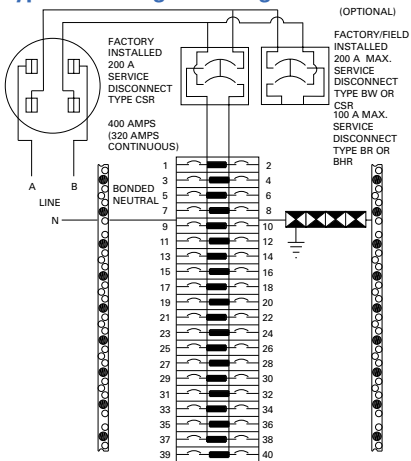 (OPTIONAL)
FACTORY
INSTALLED
200 A
SERVICE
DISCONNECT
TYPE CSR
400 AMPS
(320 AMPS
CONTINUOUS)
FACTORY/FIELD
INSTALLED
200 A MAX.
SERVICE
DISCONNECT
TYPE BW OR
CSR
100 A MAX.
SERVICE
DISCONNECT
TYPE BR OR
BHR
A B
LINE
N
BONDED
NEUTRAL
1 2
3 4
5 6
7 8
9 10
11 12
13 14
15 16
17 18
19 20
21 22
23 24
25 26
27 28
29 30
31 32
33 34
35 36
37 38
39 40